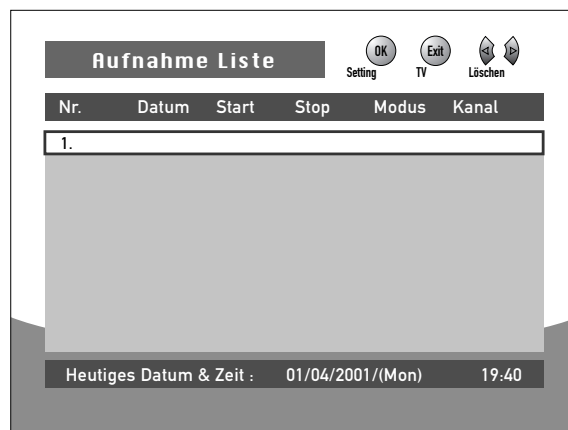 Aufnahme Liste
OK Exit
Setting TV Löschen
Nr. Datum Start Stop Modus Kanal
1.
Heutiges Datum & Zeit : 01/04/2001/(Mon) 19:40